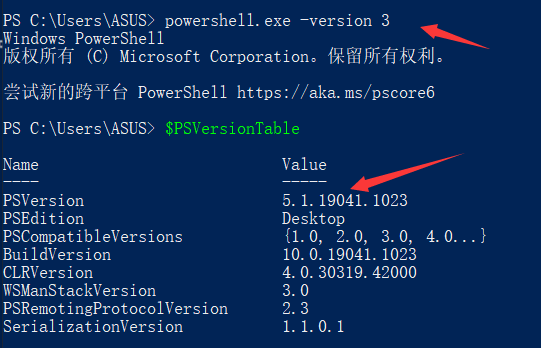 PS C:\Users\ASUS> powershell.exe -version 3
Windows PowerShell
版权所有 (C) Microsoft Corporation。保留所有权利。
尝试新的跨平台 PowerShell https://aka.ms/pscore6
PS C:\Users\ASUS> $PSVersionTable
Name Value
---- -----
PSVersion 5.1.19041.1023
PSEdition Desktop
PSCompatibleVersions {1.0, 2.0, 3.0, 4.0...}
BuildVersion 10.0.19041.1023
CLRVersion 4.0.30319.42000
WSManStackVersion 3.0
PSRemotingProtocolVersion 2.3
SerializationVersion 1.1.0.1